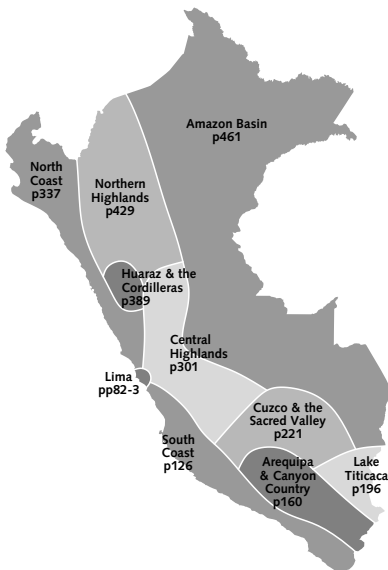 Amazon Basin
p461
North
Coast
p337
Northern
Highlands
p429
Huaraz & the
Cordilleras
p389
Central
Highlands
p301
Lima
pp82-3
Cuzco & the
Sacred Valley
p221
South
Coast
p126
Arequipa
& Canyon
Country
p160
Lake
Titicaca
p196